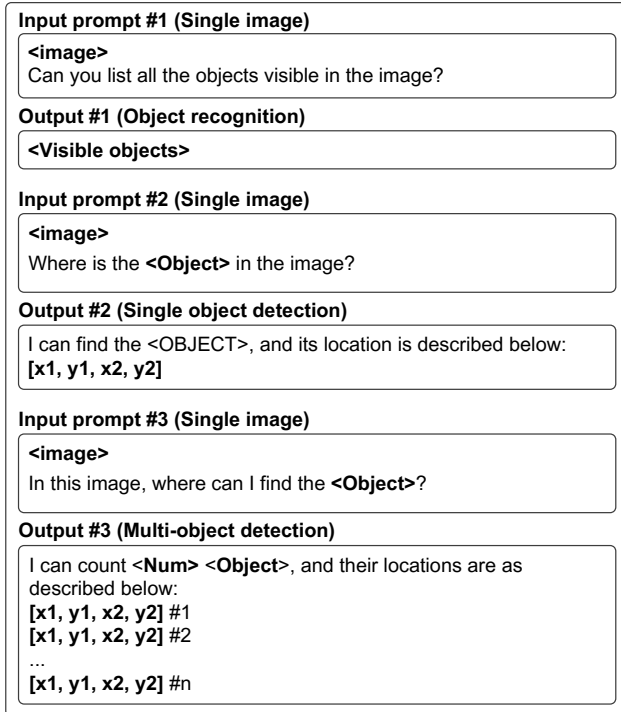 Input prompt #1 (Single image)
<image>
Can you list all the objects visible in the image?
Output #1 (Object recognition)
<Visible objects>
Input prompt #2 (Single image)
<image>
Where is the <Object> in the image?
Output #2 (Single object detection)
I can find the <OBJECT>, and its location is described below:
[x1, y1, x2, y2]
Input prompt #3 (Single image)
<image>
In this image, where can I find the <Object>?
Output #3 (Multi-object detection)
I can count <Num> <Object>, and their locations are as
described below:
[x1, y1, x2, y2] #1
[x1, y1, x2, y2] #2
...
[x1, y1, x2, y2] #n